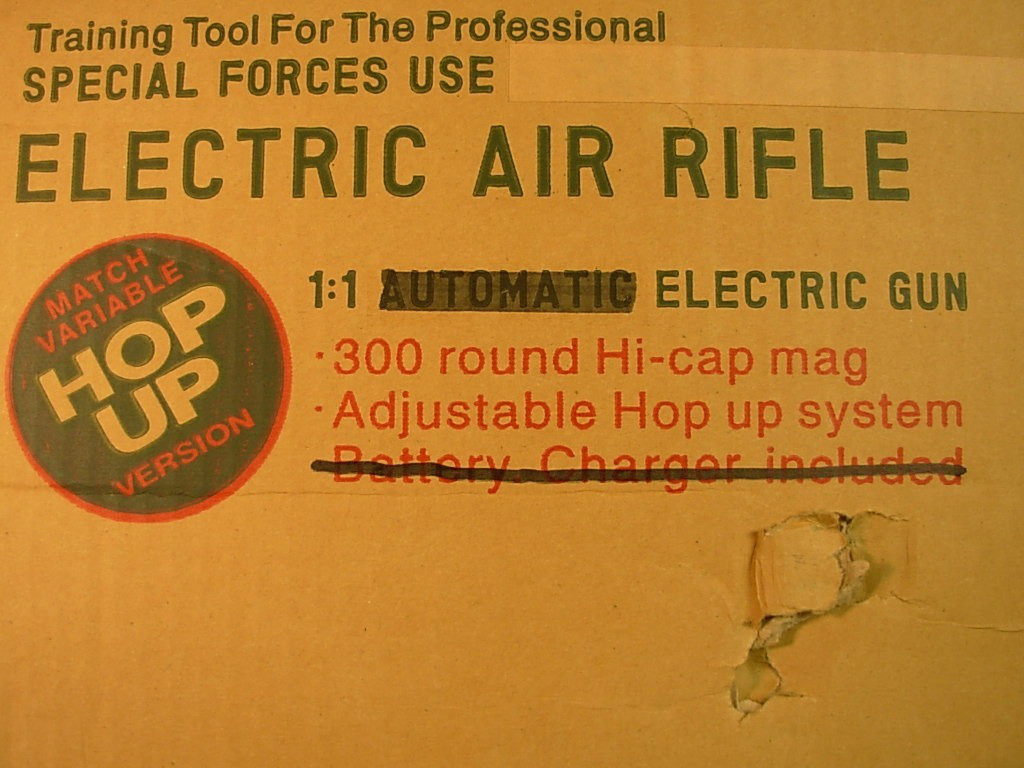 Training Tool For The Professional
SPECIAL FORCES USE
ELECTRIC AIR RIFLE
MATCH
VARIABLE
HOP
UP
VERSION
1:1 AUTOMATIC ELECTRIC GUN
· 300 round Hi-cap mag
· Adjustable Hop up system
Battery Charger included